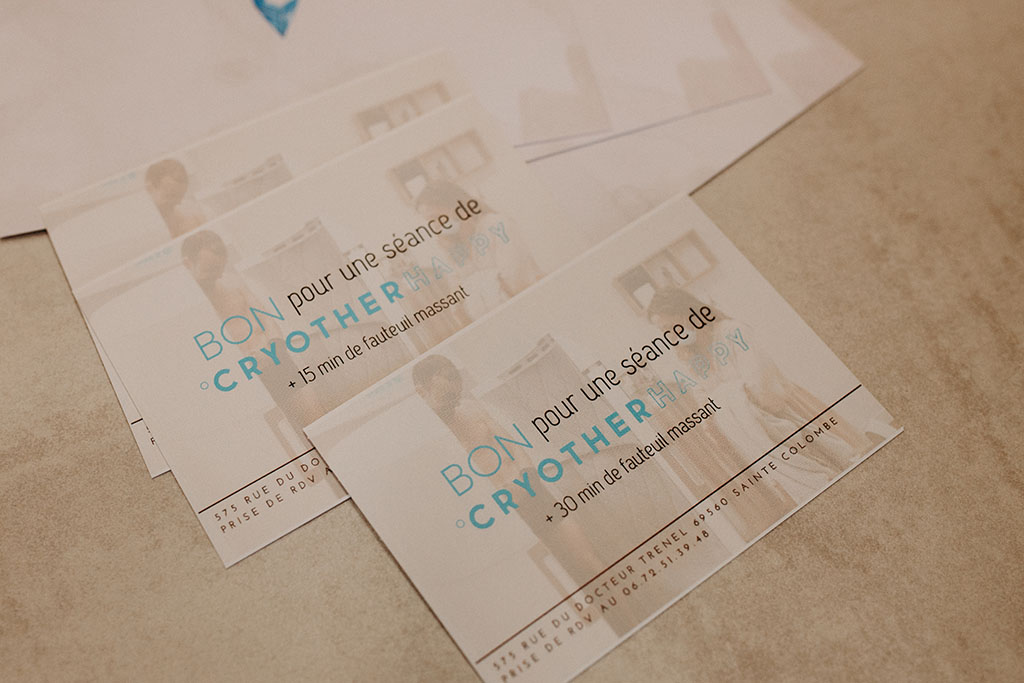 BON pour une séance de
°CRYOTHERHAPPY
+ 15 min de fauteuil massant
575 RUE DU DO
PRISE DE RDV A
BON pour une séance de
°CRYOTHERHAPPY
+ 30 min de fauteuil massant
575 RUE DU DOCTEUR TRENEL 69560 SAINTE COLOMBE
PRISE DE RDV AU 06.72.51.39.48